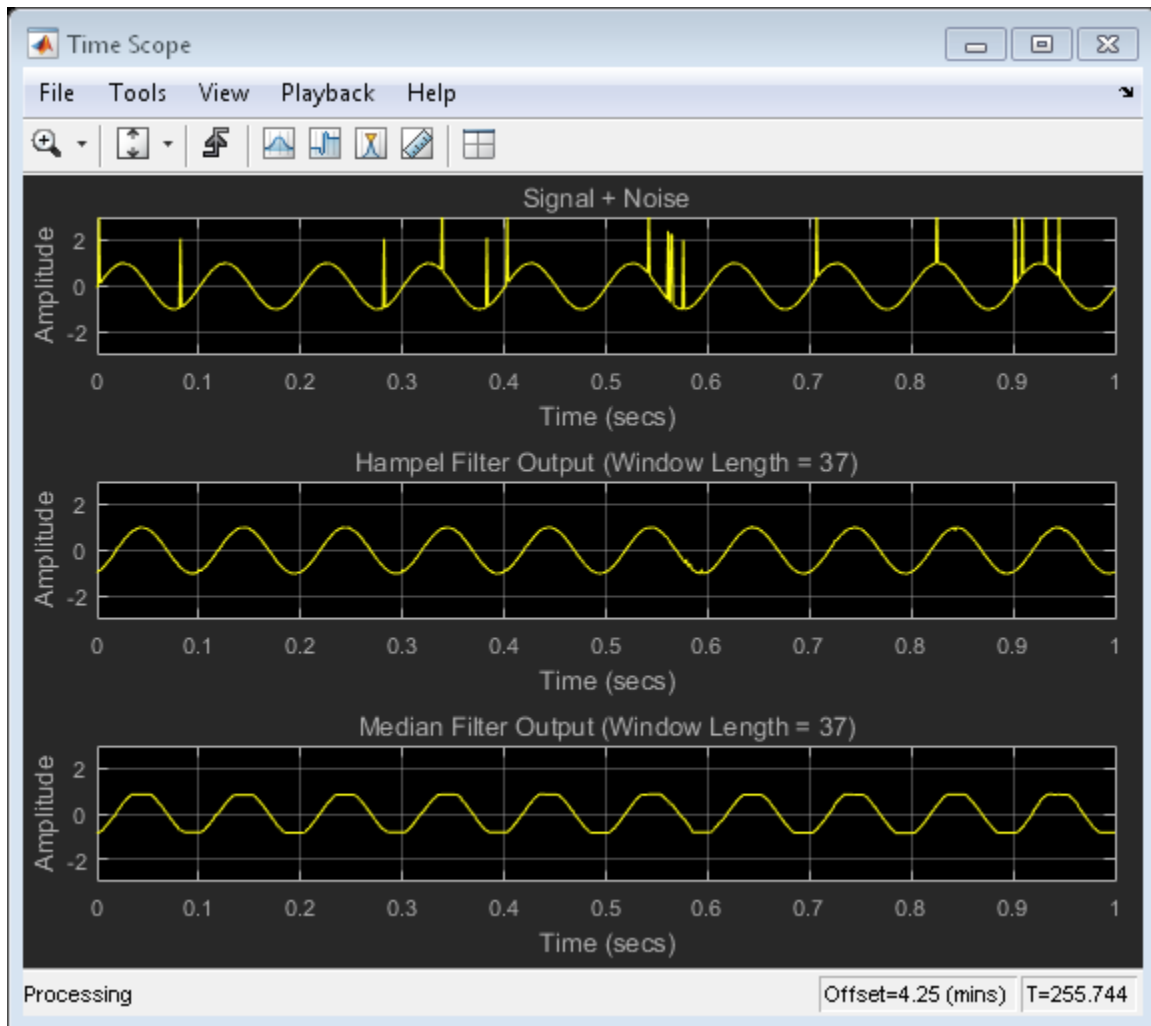 Time Scope
File Tools View Playback Help
Signal + Noise
Amplitude
2
0
-2
0 0.1 0.2 0.3 0.4 0.5 0.6 0.7 0.8 0.9 1
Time (secs)
Hampel Filter Output (Window Length = 37)
Amplitude
2
0
-2
0 0.1 0.2 0.3 0.4 0.5 0.6 0.7 0.8 0.9 1
Time (secs)
Median Filter Output (Window Length = 37)
Amplitude
2
0
-2
0 0.1 0.2 0.3 0.4 0.5 0.6 0.7 0.8 0.9 1
Time (secs)
Processing Offset=4.25 (mins) T=255.744